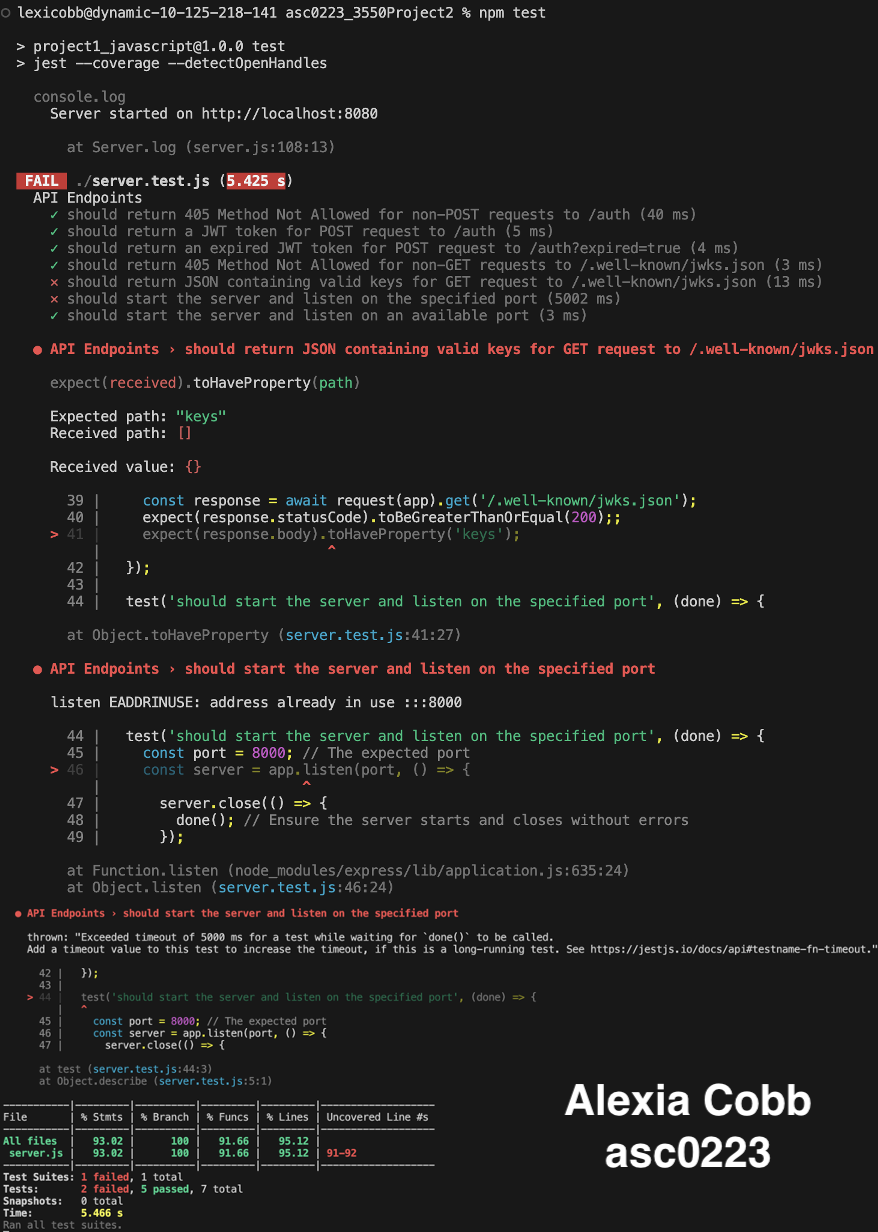 lexicobb@dynamic-10-125-218-141 asc0223_3550Project2 % npm test
> project1_javascript@1.0.0 test
> jest --coverage --detectOpenHandles
console.log
Server started on http://localhost:8080
at Server.log (server.js:108:13)
FAIL ./server.test.js (5.425 s)
API Endpoints
✓ should return 405 Method Not Allowed for non-POST requests to /auth (40 ms)
✓ should return a JWT token for POST request to /auth (5 ms)
✓ should return an expired JWT token for POST request to /auth?expired=true (4 ms)
✓ should return 405 Method Not Allowed for non-GET requests to /.well-known/jwks.json (3 ms)
✕ should return JSON containing valid keys for GET request to /.well-known/jwks.json (13 ms)
✕ should start the server and listen on the specified port (5002 ms)
✓ should start the server and listen on an available port (3 ms)
● API Endpoints › should return JSON containing valid keys for GET request to /.well-known/jwks.json
expect(received).toHaveProperty(path)
Expected path: "keys"
Received path: []
Received value: {}
39 |     const response = await request(app).get('/.well-known/jwks.json');
40 |     expect(response.statusCode).toBeGreaterThanOrEqual(200);;
> 41 |     expect(response.body).toHaveProperty('keys');
|                           ^
42 |   });
43 |
44 |   test('should start the server and listen on the specified port', (done) => {
at Object.toHaveProperty (server.test.js:41:27)
● API Endpoints › should start the server and listen on the specified port
listen EADDRINUSE: address already in use :::8000
44 |   test('should start the server and listen on the specified port', (done) => {
45 |     const port = 8000; // The expected port
> 46 |     const server = app.listen(port, () => {
|                        ^
47 |       server.close(() => {
48 |         done(); // Ensure the server starts and closes without errors
49 |       });
at Function.listen (node_modules/express/lib/application.js:635:24)
at Object.listen (server.test.js:46:24)
● API Endpoints › should start the server and listen on the specified port
thrown: "Exceeded timeout of 5000 ms for a test while waiting for `done()` to be called.
Add a timeout value to this test to increase the timeout, if this is a long-running test. See https://jestjs.io/docs/api#testname-fn-timeout."
42 |   });
43 |
> 44 |   test('should start the server and listen on the specified port', (done) => {
|   ^
45 |     const port = 8000; // The expected port
46 |     const server = app.listen(port, () => {
47 |       server.close(() => {
at test (server.test.js:44:3)
at Object.describe (server.test.js:5:1)
-----------|---------|----------|---------|---------|-------------------
File       | % Stmts | % Branch | % Funcs | % Lines | Uncovered Line #s
-----------|---------|----------|---------|---------|-------------------
All files  |   93.02 |      100 |   91.66 |   95.12 |
server.js |   93.02 |      100 |   91.66 |   95.12 | 91-92
-----------|---------|----------|---------|---------|-------------------
Test Suites: 1 failed, 1 total
Tests:       2 failed, 5 passed, 7 total
Snapshots:   0 total
Time:        5.466 s
Ran all test suites.
Alexia Cobb
asc0223